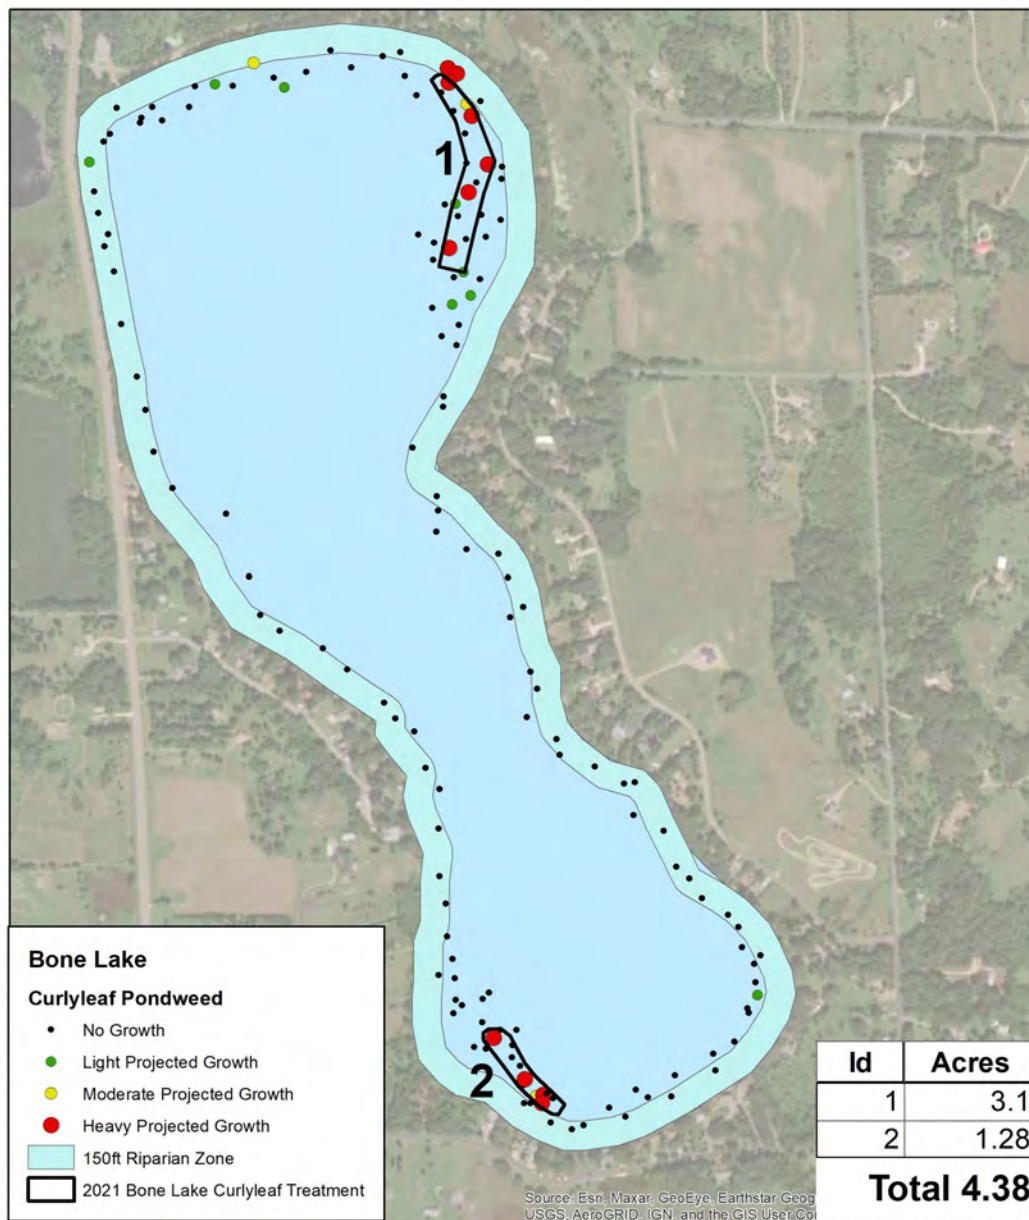 1
2
Bone Lake
Curlyleaf Pondweed
No Growth
Light Projected Growth
Moderate Projected Growth
Heavy Projected Growth
150ft Riparian Zone
2021 Bone Lake Curlyleaf Treatment
Id Acres
1 3.1
2 1.28
Total 4.38
Source: Esri, Maxar, GeoEye, Earthstar Geog
USGS, AeroGRID, IGN, and the GIS User Co